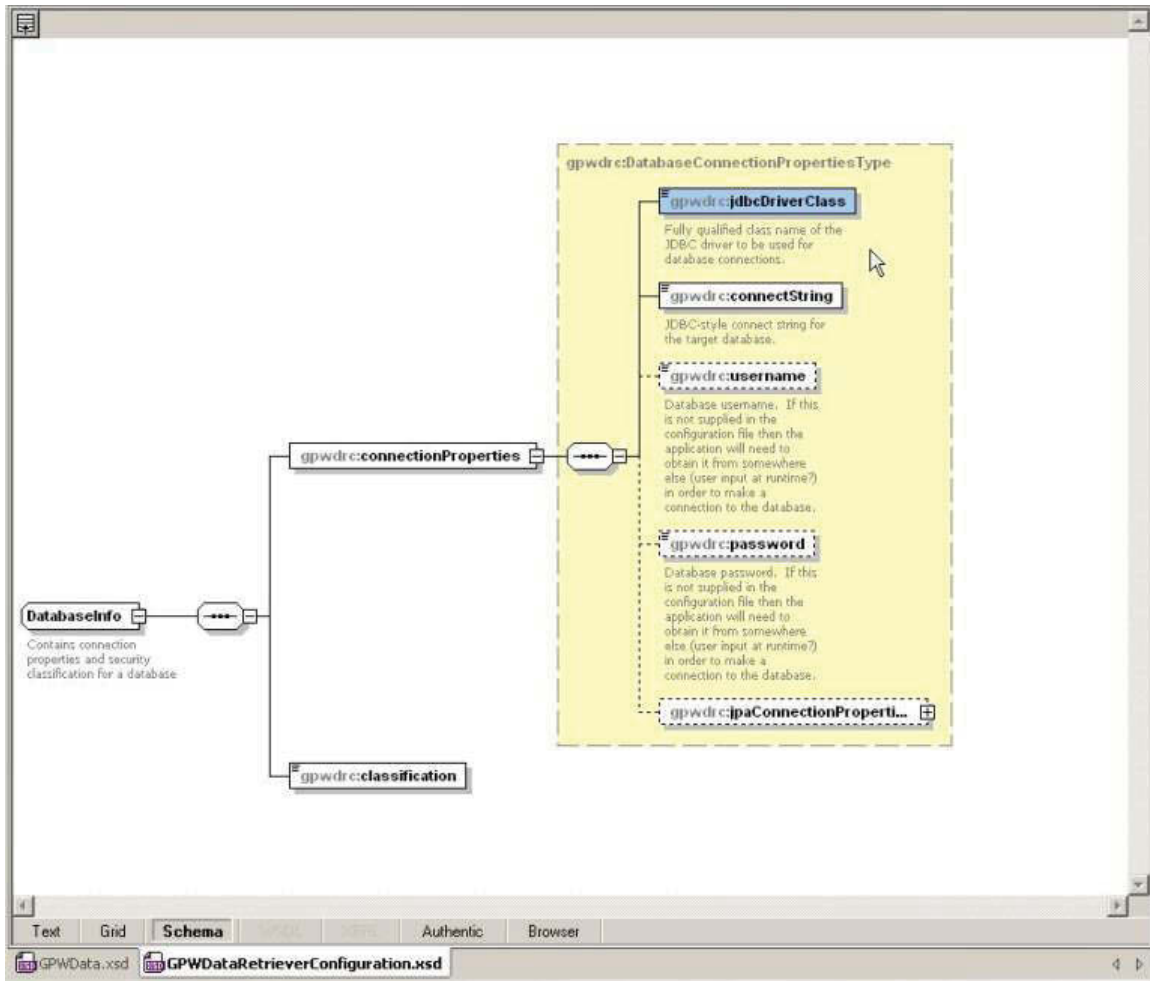 gpwdrc:DatabaseConnectionPropertiesType
gpwdrc:jdbcDriverClass
Fully qualified class name of the
JDBC driver to be used for
database connections.
gpwdrc:connectString
JDBC-style connect string for
the target database.
gpwdrc:username
Database username. If this
is not supplied in the
configuration file then the
application will need to
obtain it from somewhere
else (user input at runtime?)
in order to make a
connection to the database.
gpwdrc:connectionProperties
gpwdrc:password
Database password. If this
is not supplied in the
configuration file then the
application will need to
obtain it from somewhere
else (user input at runtime?)
in order to make a
connection to the database.
DatabaseInfo
Contains connection
properties and security
classification for a database
gpwdrc:jpaConnectionProperti...
gpwdrc:classification
Text Grid Schema Authentic Browser
GPWData.xsd GPWDataRetrieverConfiguration.xsd